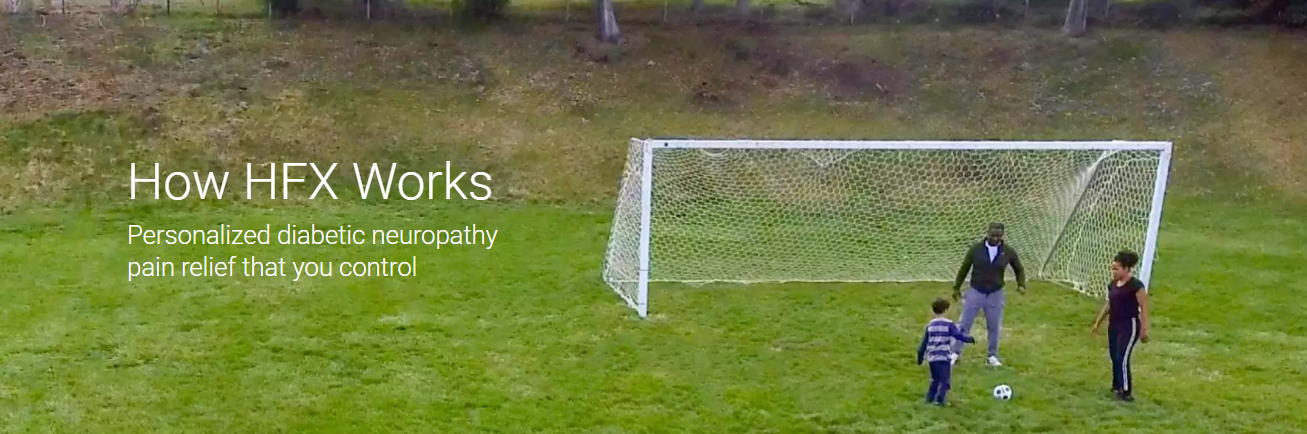 How HFX Works
Personalized diabetic neuropathy
pain relief that you control